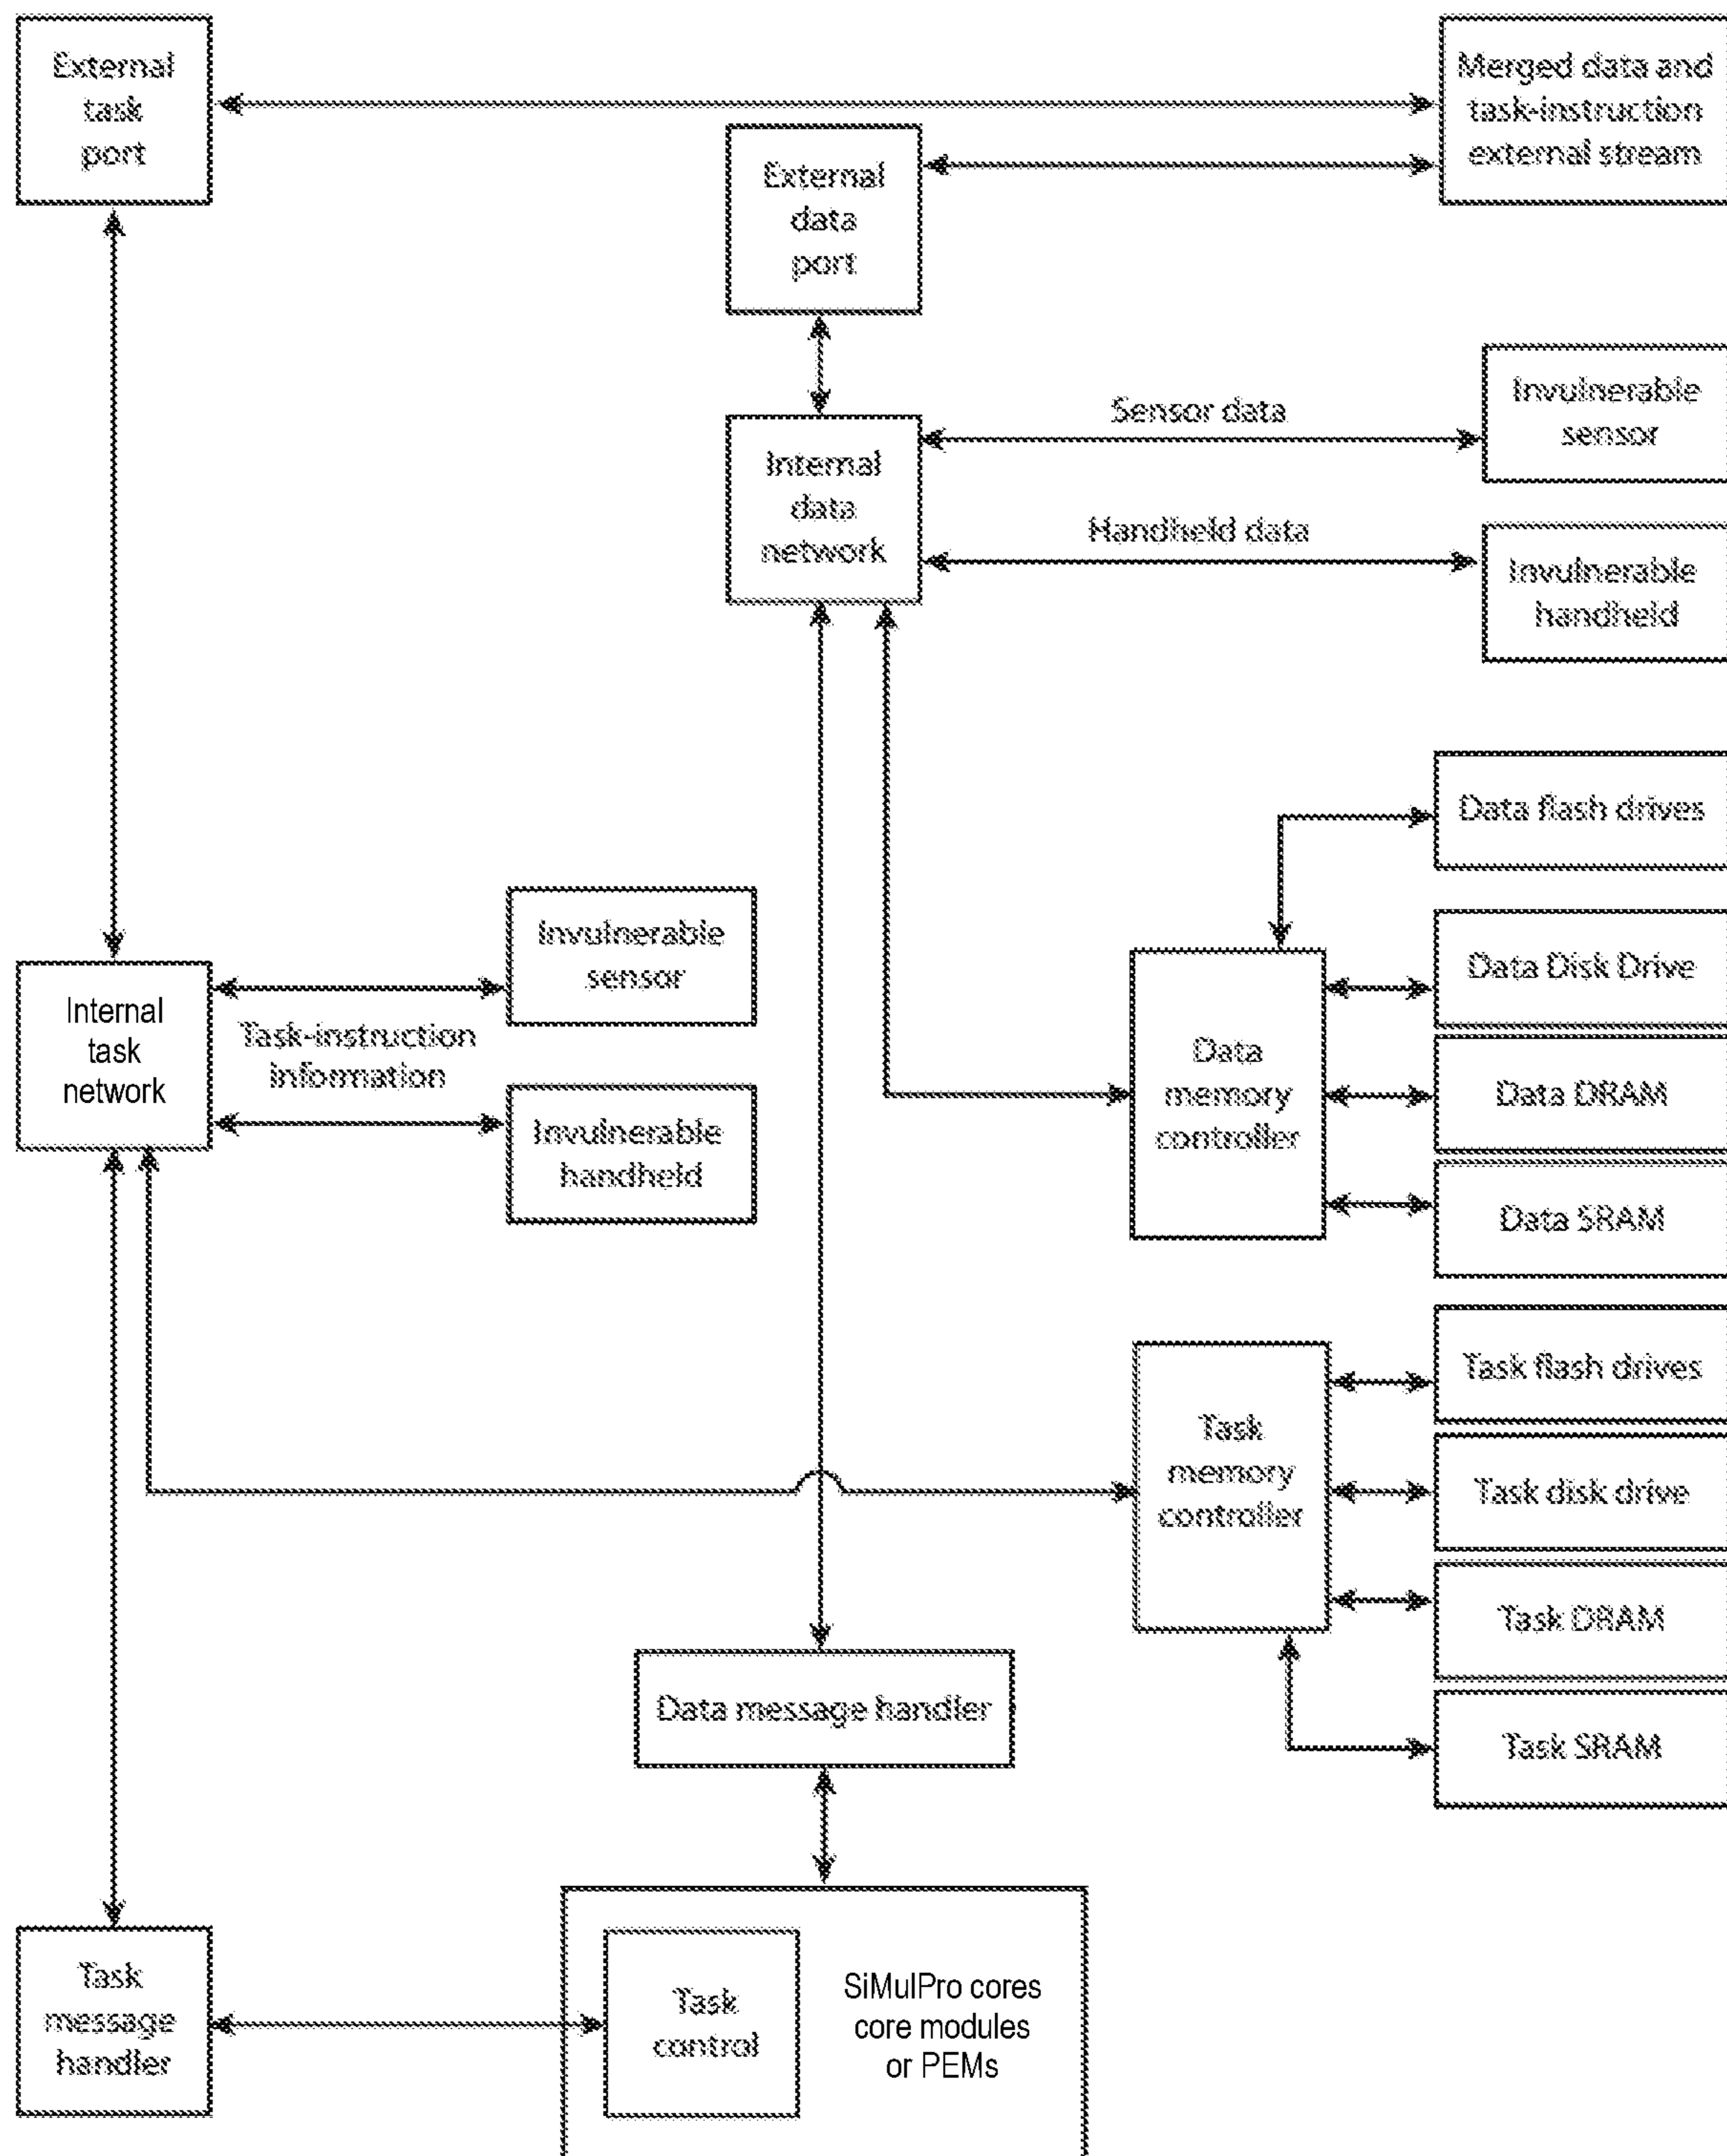 External
task
port
Merged data and
task-instruction
external stream
External
data
port
Sensor data
Invulnerable
sensor
Internal
data
network
Handheld data
Invulnerable
handheld
Data flash drives
Invulnerable
sensor
Data Disk Drive
Internal
task
network
Task-instruction
information
Data
memory
controller
Data DRAM
Invulnerable
handheld
Data SRAM
Task flash drives
Task
memory
controller
Task disk drive
Task DRAM
Data message handler
Task SRAM
Task
message
handler
Task
control
SiMulPro cores
core modules
or PEMs